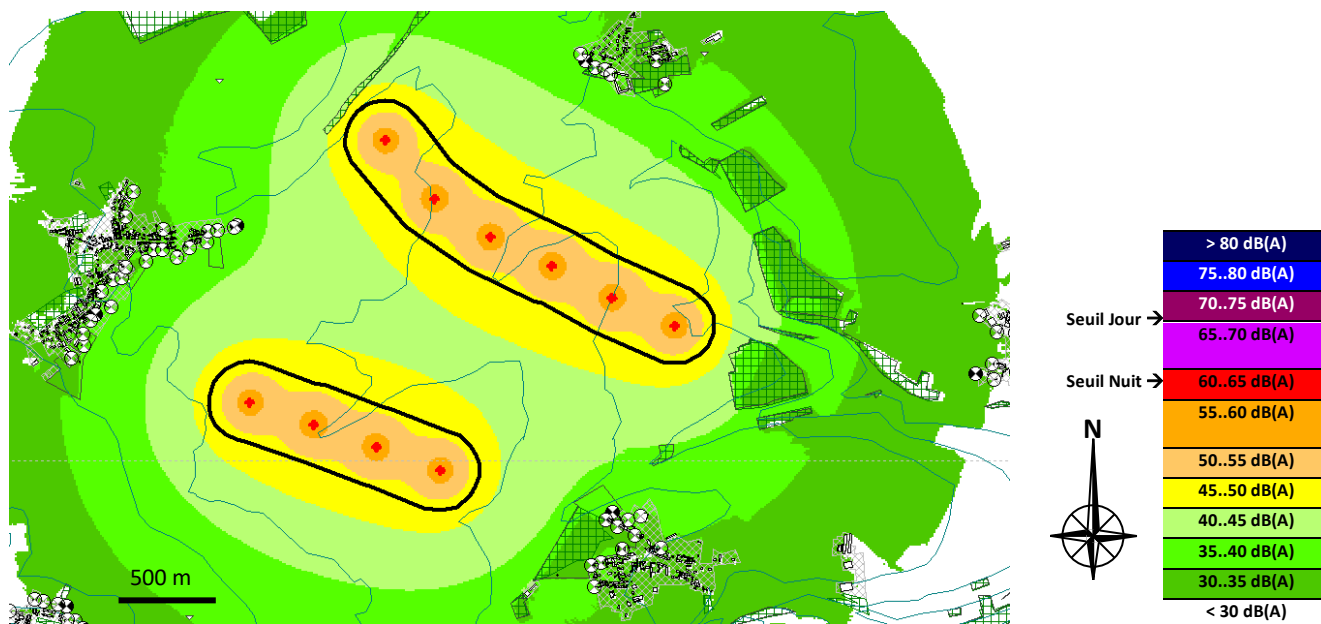 500 m
> 80 dB(A)
75..80 dB(A)
70..75 dB(A)
Seuil Jour →
65..70 dB(A)
Seuil Nuit →
60..65 dB(A)
55..60 dB(A)
N
50..55 dB(A)
45..50 dB(A)
40..45 dB(A)
35..40 dB(A)
30..35 dB(A)
< 30 dB(A)